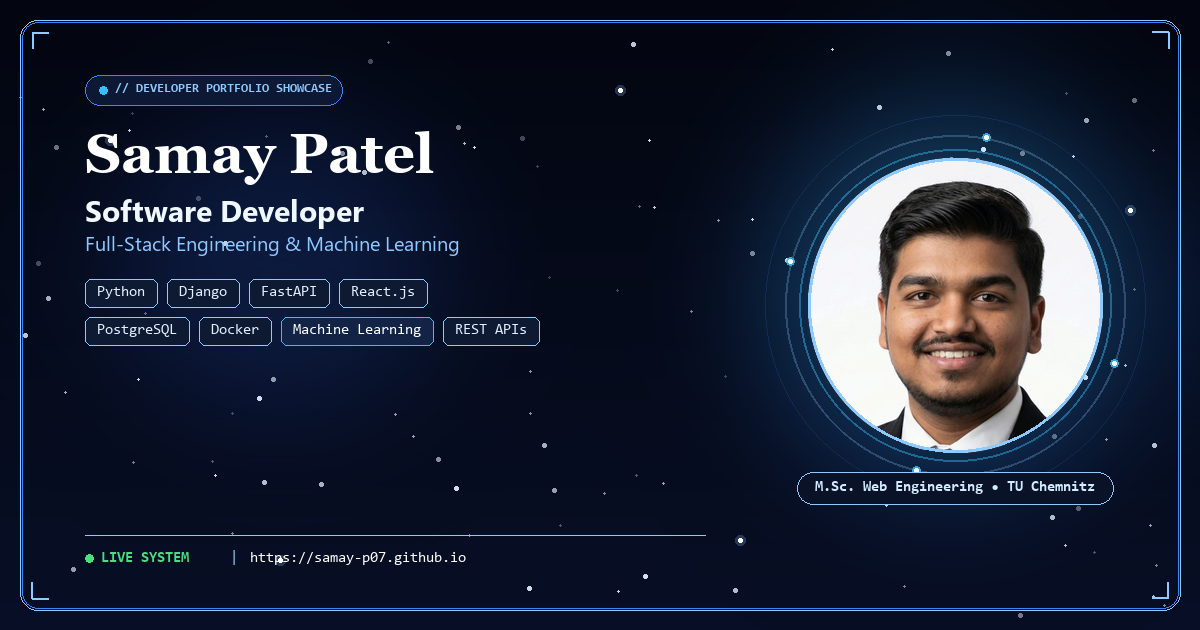 // DEVELOPER PORTFOLIO SHOWCASE
Samay Patel
Software Developer
Full-Stack Engineering & Machine Learning
Python Django FastAPI React.js
PostgreSQL Docker Machine Learning REST APIs
M.Sc. Web Engineering • TU Chemnitz
LIVE SYSTEM | https://samay-p07.github.io